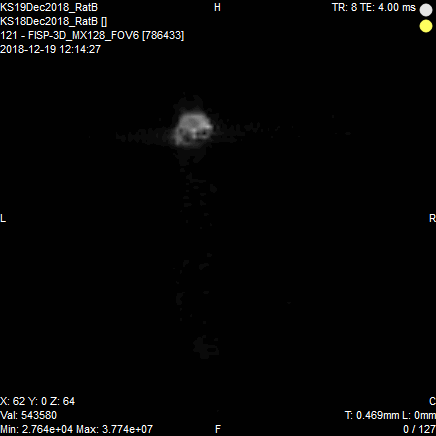 KS19Dec2018_RatB H TR: 8 TE: 4.00 ms
KS18Dec2018_RatB []
121 - FISP-3D_MX128_FOV6 [786433]
2018-12-19 12:14:27
L R
X: 62 Y: 0 Z: 64 C
Val: 543580 T: 0.469mm L: 0mm
Min: 2.764e+04 Max: 3.774e+07 F 0 / 127